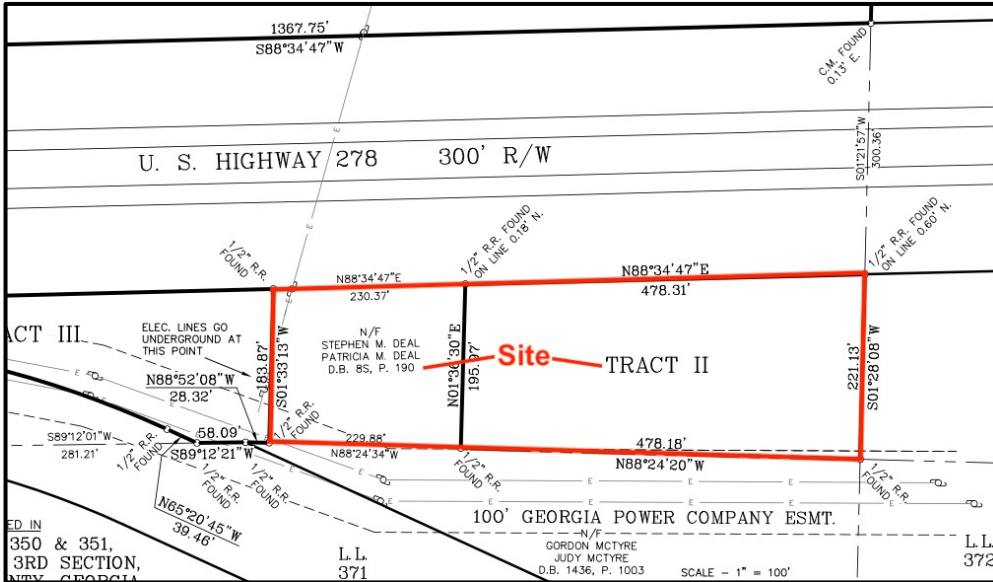 1367.75'
S88°34'47"W
C.M. FOUND
0.13' E.
U. S. HIGHWAY 278 300' R/W
S01°21'57"W
300.36'
1/2" R.R.
FOUND
1/2" R.R. FOUND
ON LINE 0.18' N.
1/2" R.R. FOUND
ON LINE 0.60' N.
N88°34'47"E
230.37'
N88°34'47"E
478.31'
ACT III
ELEC. LINES GO
UNDERGROUND AT
THIS POINT
183.87'
S01°33'13"W
N/F
STEPHEN M. DEAL
PATRICIA M. DEAL
D.B. 8S, P. 190
N01°36'30"E
195.97'
Site
TRACT II
221.13'
S01°28'08"W
N88°52'08"W
28.32'
58.09'
S89°12'21"W
S89°12'01"W
281.21'
1/2" R.R.
FOUND
1/2" R.R.
FOUND
1/2" R.R.
FOUND
1/2" R.R.
FOUND
229.88'
N88°24'34"W
478.18'
N88°24'20"W
1/2" R.R.
FOUND
1/2" R.R.
FOUND
N65°20'45"W
39.46'
E
E
E
E
E
E
E
E
E
E
E
100' GEORGIA POWER COMPANY ESMT.
N/F
GORDON MCTYRE
JUDY MCTYRE
D.B. 1436, P. 1003
SCALE - 1" = 100'
ED IN
350 & 351,
3RD SECTION,
NTY, GEORGIA
L.L.
371
L.L.
372